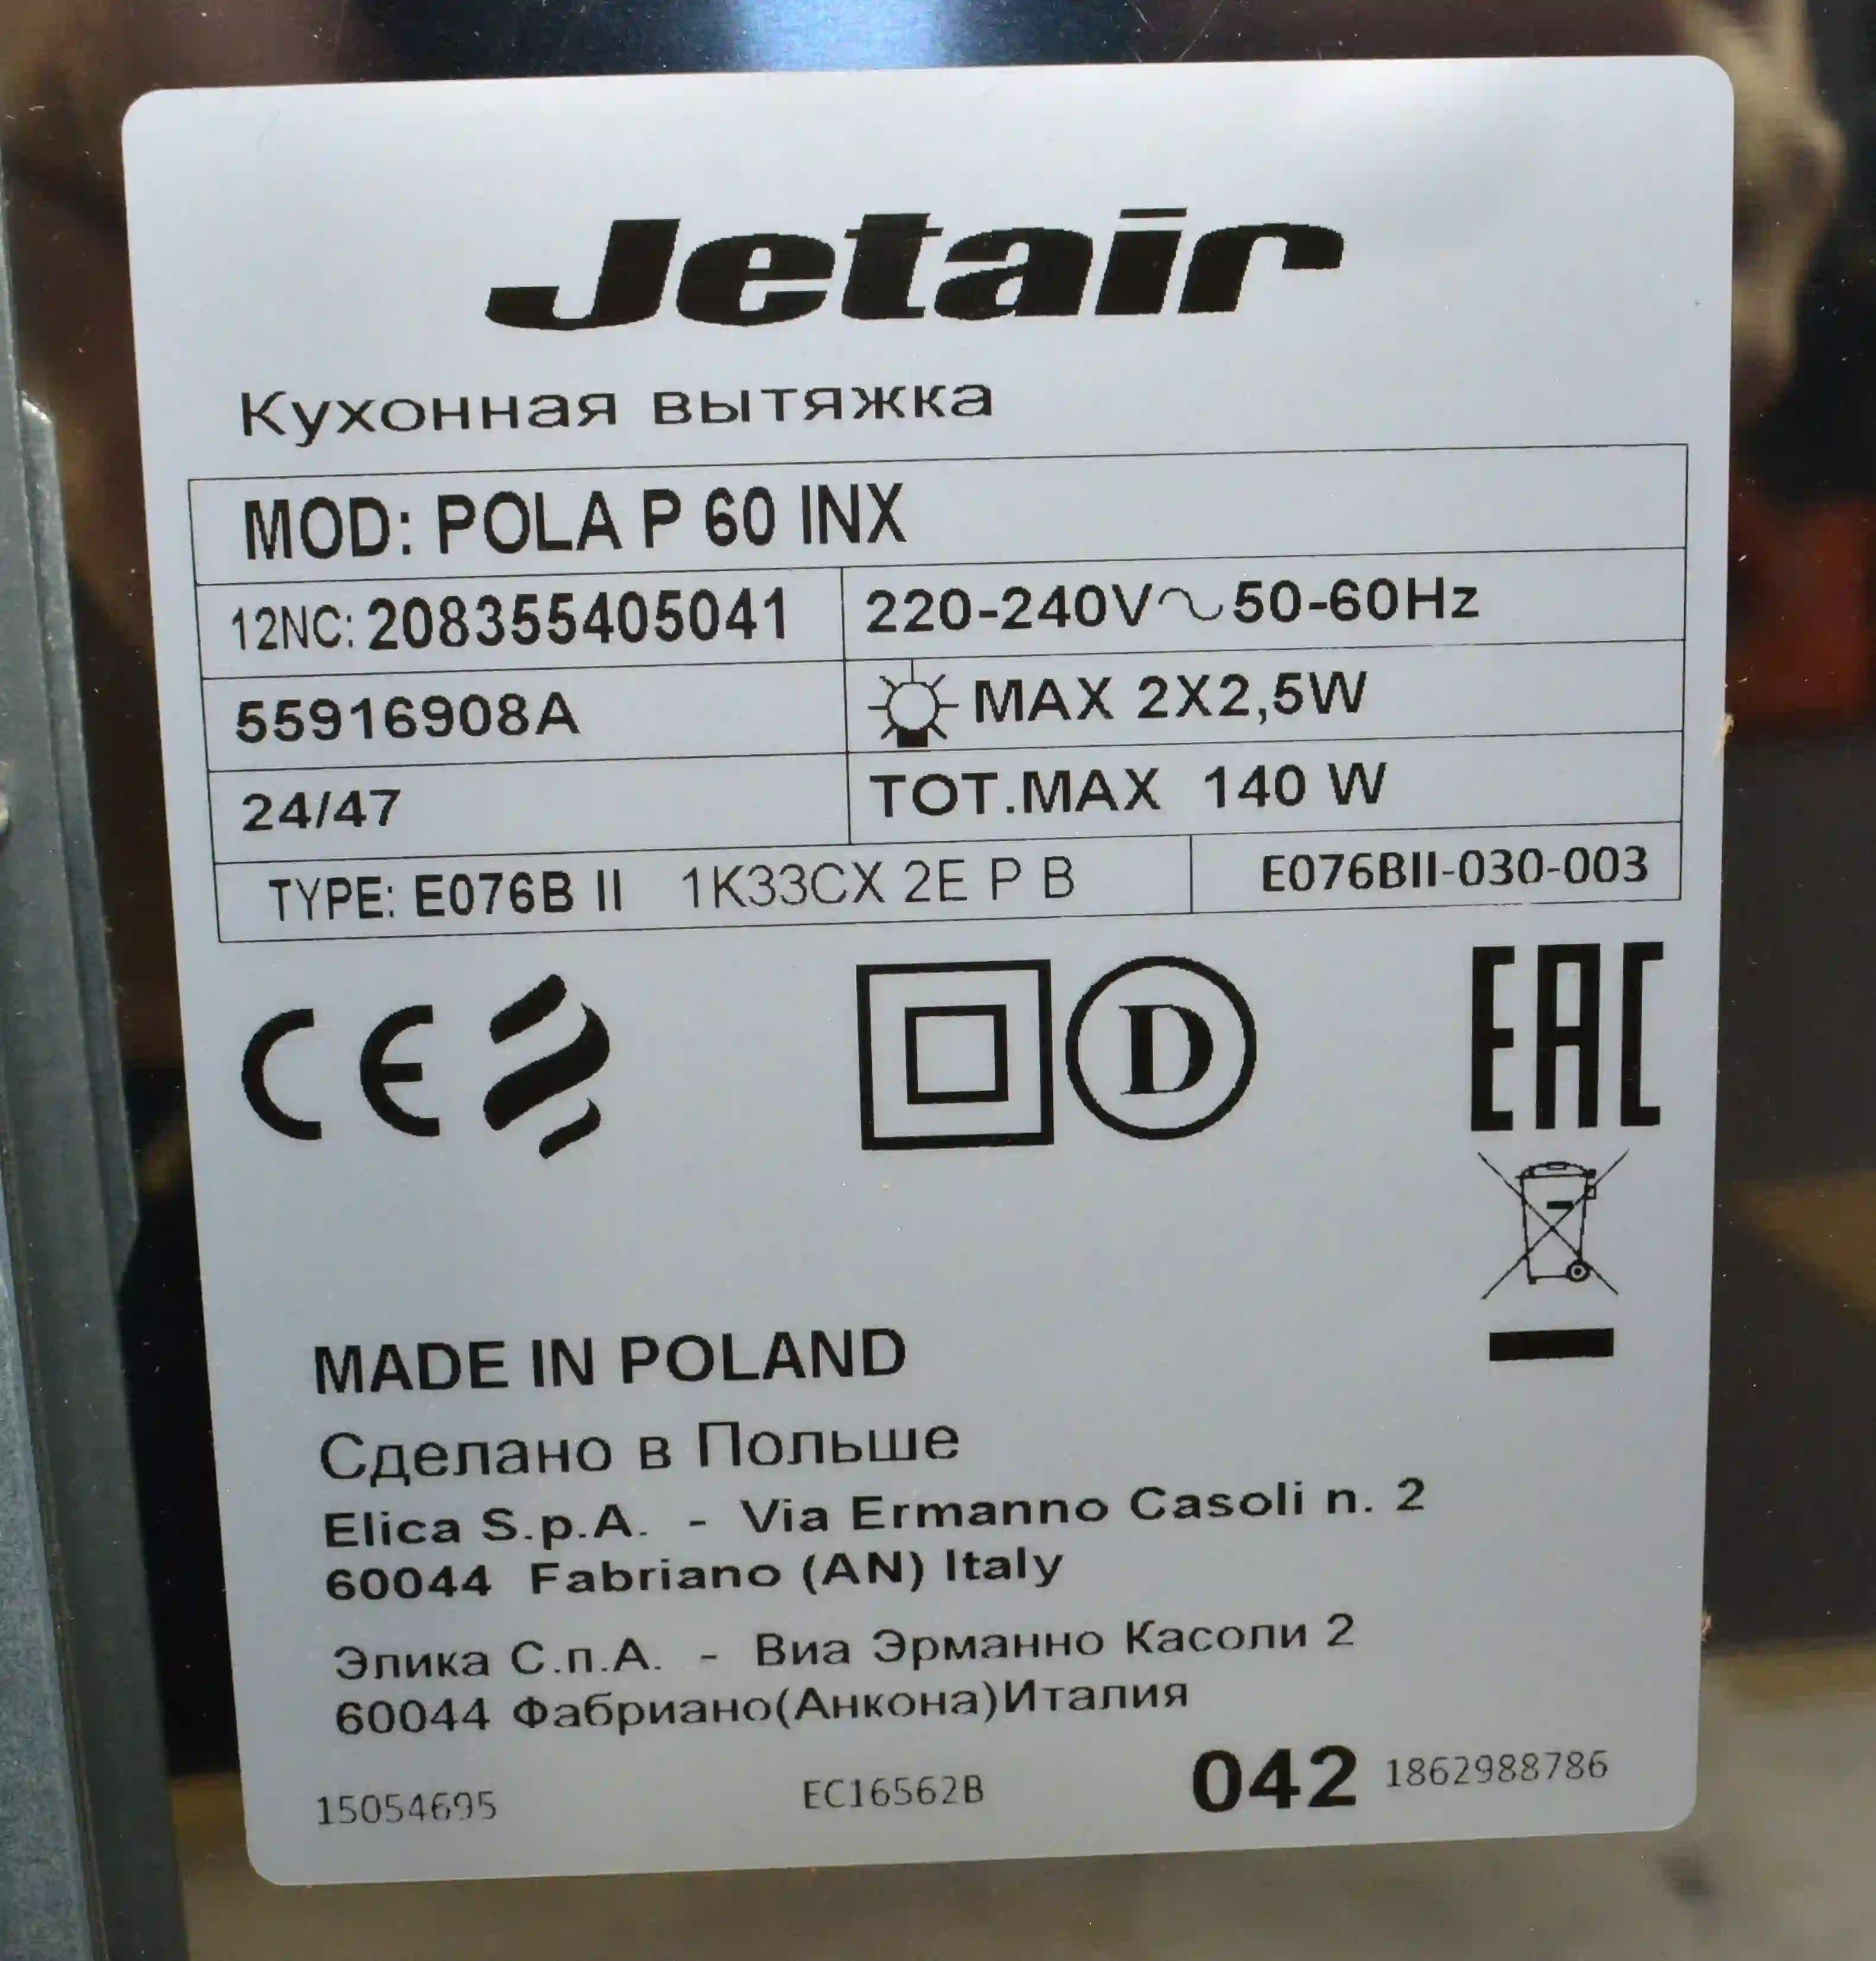 Jetair
Кухонная вытяжка
MOD: POLA P 60 INX
12NC: 208355405041 220-240V~50-60Hz
55916908A MAX 2X2,5W
24/47 TOT.MAX 140 W
TYPE: E076B II 1K33CX 2E P B E076BII-030-003
CE D EAC
MADE IN POLAND
Сделано в Польше
Elica S.p.A. - Via Ermanno Casoli n. 2
60044 Fabriano (AN) Italy
Элика С.п.А. - Виа Эрманно Касоли 2
60044 Фабриано(Анкона)Италия
15054695 EC16562B 042 1862988786